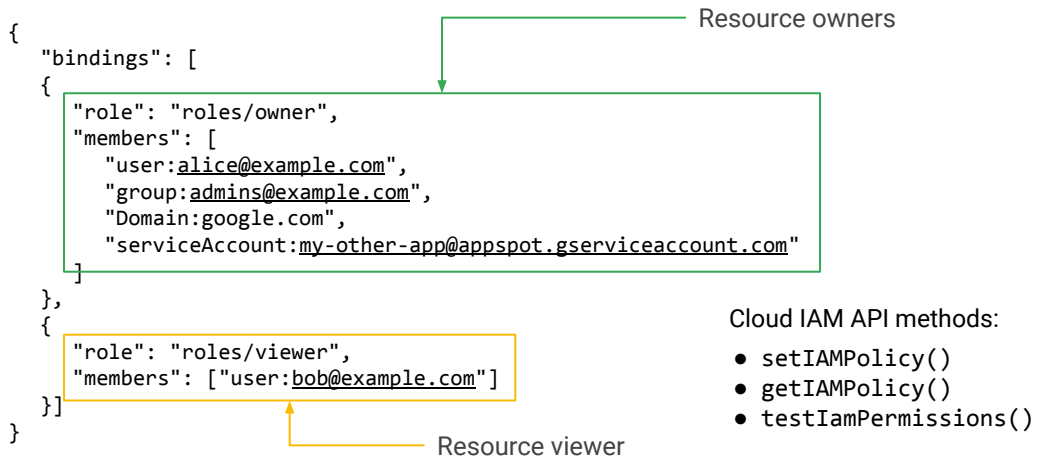 Resource owners
{
"bindings": [
{
"role": "roles/owner",
"members": [
"user:alice@example.com",
"group:admins@example.com",
"Domain:google.com",
"serviceAccount:my-other-app@appspot.gserviceaccount.com"
]
},
{
"role": "roles/viewer",
"members": ["user:bob@example.com"]
}]
}
Resource viewer
Cloud IAM API methods:
● setIAMPolicy()
● getIAMPolicy()
● testIamPermissions()